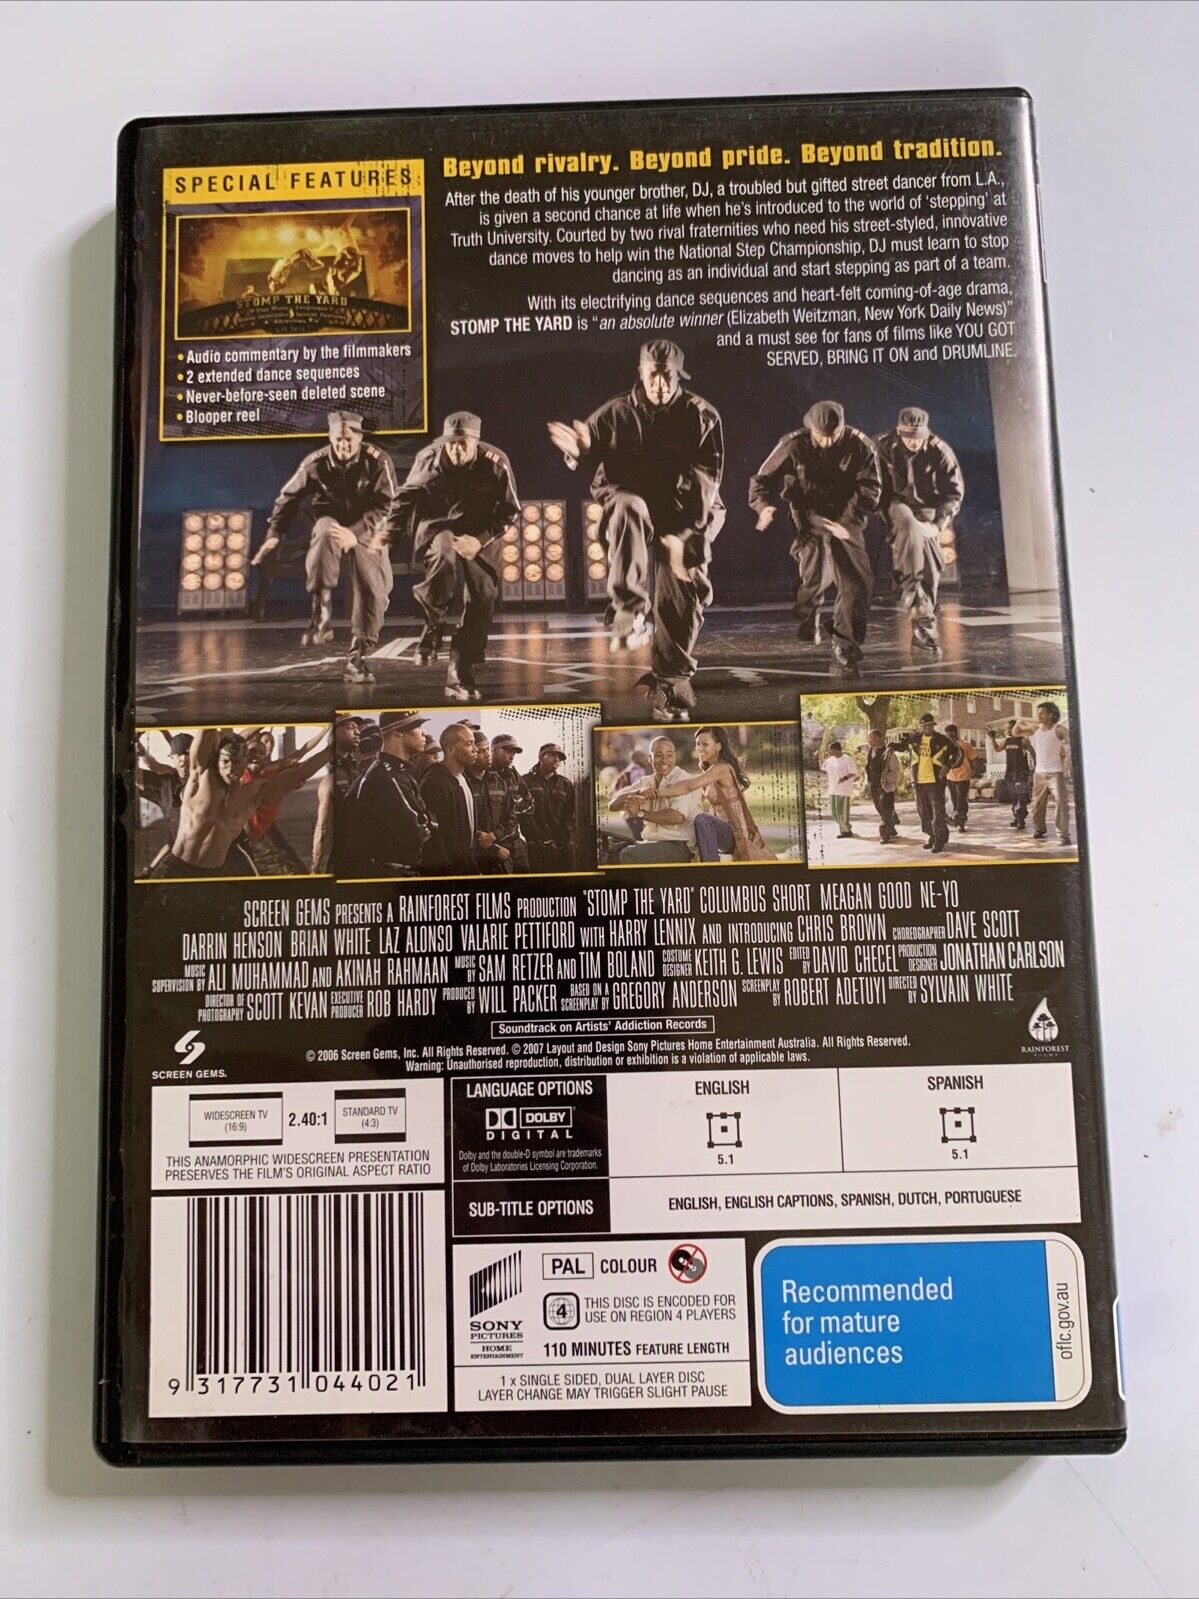 SPECIAL FEATURES
STOMP THE YARD
• Audio commentary by the filmmakers
• 2 extended dance sequences
• Never-before-seen deleted scene
• Blooper reel
Beyond rivalry. Beyond pride. Beyond tradition.
After the death of his younger brother, DJ, a troubled but gifted street dancer from L.A.,
is given a second chance at life when he's introduced to the world of 'stepping' at
Truth University. Courted by two rival fraternities who need his street-styled, innovative
dance moves to help win the National Step Championship, DJ must learn to stop
dancing as an individual and start stepping as part of a team.
With its electrifying dance sequences and heart-felt coming-of-age drama,
STOMP THE YARD is "an absolute winner (Elizabeth Weitzman, New York Daily News)"
and a must see for fans of films like YOU GOT
SERVED, BRING IT ON and DRUMLINE.
SCREEN GEMS PRESENTS A RAINFOREST FILMS PRODUCTION "STOMP THE YARD" COLUMBUS SHORT MEAGAN GOOD NE-YO
DARRIN HENSON BRIAN WHITE LAZ ALONSO VALARIE PETTIFORD WITH HARRY LENNIX AND INTRODUCING CHRIS BROWN CHOREOGRAPHER DAVE SCOTT
MUSIC SUPERVISION BY ALI MUHAMMAD AND AKINAH RAHMAAN MUSIC BY SAM RETZER AND TIM BOLAND COSTUME DESIGNER KEITH G. LEWIS EDITED BY DAVID CHECEL PRODUCTION DESIGNER JONATHAN CARLSON
DIRECTOR OF PHOTOGRAPHY SCOTT KEVAN EXECUTIVE PRODUCER ROB HARDY PRODUCED BY WILL PACKER BASED ON A SCREENPLAY BY GREGORY ANDERSON SCREENPLAY BY ROBERT ADETUYI DIRECTED BY SYLVAIN WHITE
Soundtrack on Artists' Addiction Records
© 2006 Screen Gems, Inc. All Rights Reserved. © 2007 Layout and Design Sony Pictures Home Entertainment Australia. All Rights Reserved.
Warning: Unauthorised reproduction, distribution or exhibition is a violation of applicable laws.
SCREEN GEMS.
RAINFOREST
FILMS
WIDESCREEN TV
(16:9)
2.40:1
STANDARD TV
(4:3)
THIS ANAMORPHIC WIDESCREEN PRESENTATION
PRESERVES THE FILM'S ORIGINAL ASPECT RATIO
LANGUAGE OPTIONS
DOLBY
DIGITAL
Dolby and the double-D symbol are trademarks
of Dolby Laboratories Licensing Corporation.
ENGLISH
5.1
SPANISH
5.1
SUB-TITLE OPTIONS
ENGLISH, ENGLISH CAPTIONS, SPANISH, DUTCH, PORTUGUESE
9 317731 044021
SONY
PICTURES
HOME
ENTERTAINMENT
PAL COLOUR
4
THIS DISC IS ENCODED FOR
USE ON REGION 4 PLAYERS
110 MINUTES FEATURE LENGTH
1 x SINGLE SIDED, DUAL LAYER DISC
LAYER CHANGE MAY TRIGGER SLIGHT PAUSE
Recommended
for mature
audiences
oflc.gov.au